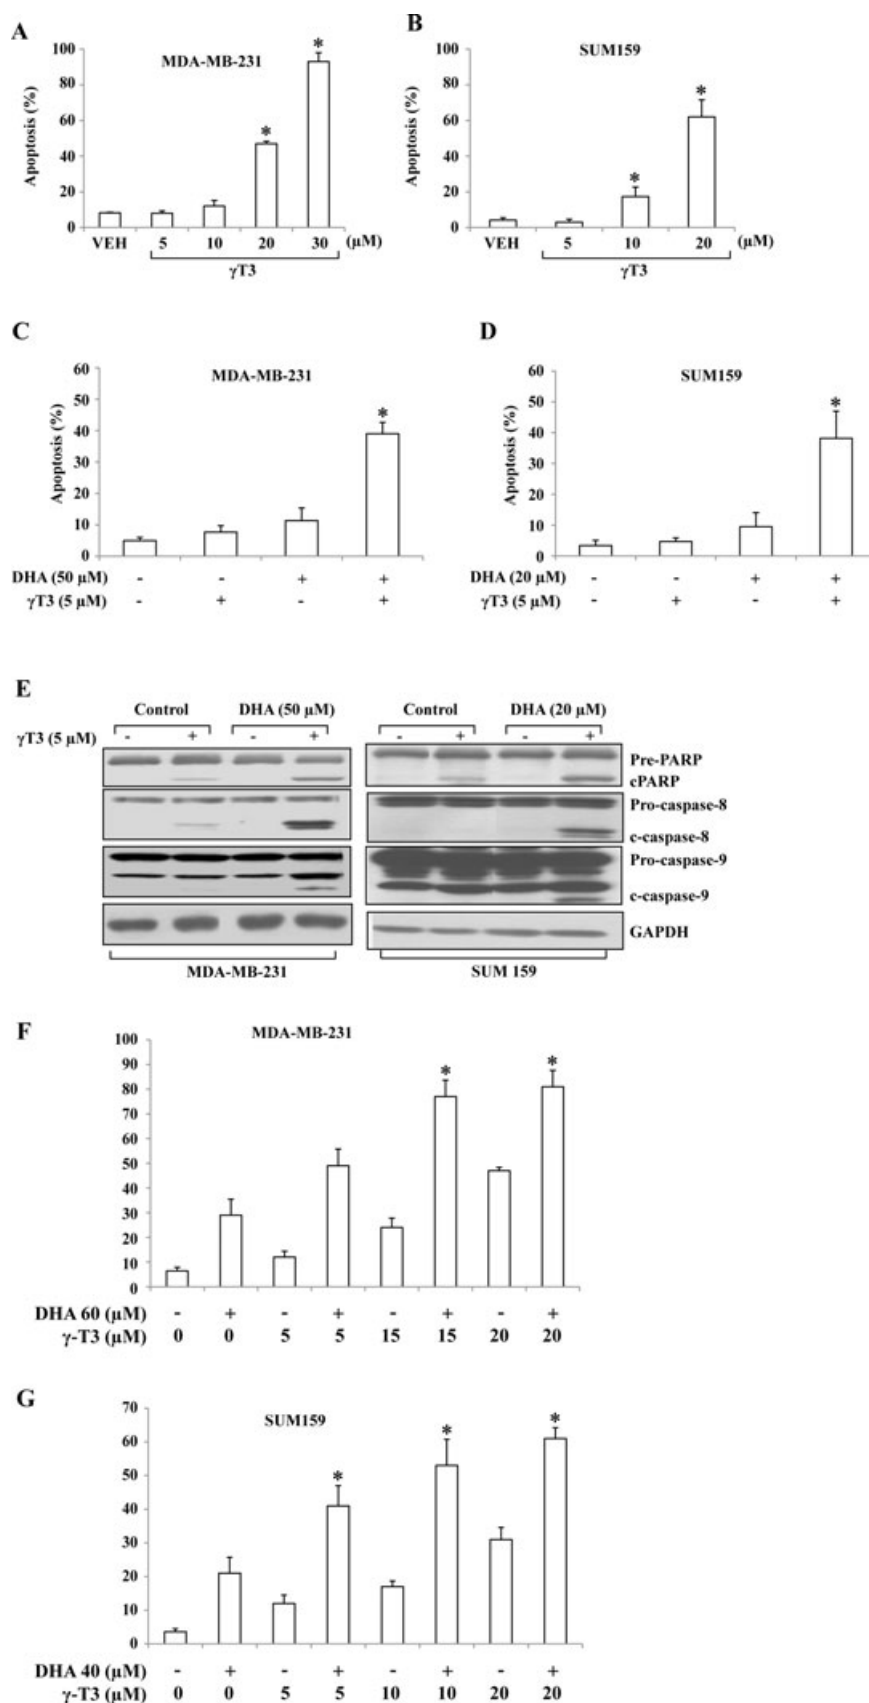 A
MDA-MB-231
Apoptosis (%)
100
80
60
40
20
0
* *
VEH 5 10 20 30 (µM)
γT3
B
SUM159
Apoptosis (%)
100
80
60
40
20
0
* *
VEH 5 10 20 (µM)
γT3
C
MDA-MB-231
Apoptosis (%)
60
50
40
30
20
10
0
*
DHA (50 µM) - - + +
γT3 (5 µM) - + - +
D
SUM159
Apoptosis (%)
60
50
40
30
20
10
0
*
DHA (20 µM) - - + +
γT3 (5 µM) - + - +
E
Control DHA (50 µM) Control DHA (20 µM)
γT3 (5 µM) - + - + - + - +
Pre-PARP
cPARP
Pro-caspase-8
c-caspase-8
Pro-caspase-9
c-caspase-9
GAPDH
MDA-MB-231 SUM 159
F
MDA-MB-231
100
90
80
70
60
50
40
30
20
10
0
* *
DHA 60 (µM) - + - + - + - +
γ-T3 (µM) 0 0 5 5 15 15 20 20
G
SUM159
70
60
50
40
30
20
10
0
* * *
DHA 40 (µM) - + - + - + - +
γ-T3 (µM) 0 0 5 5 10 10 20 20